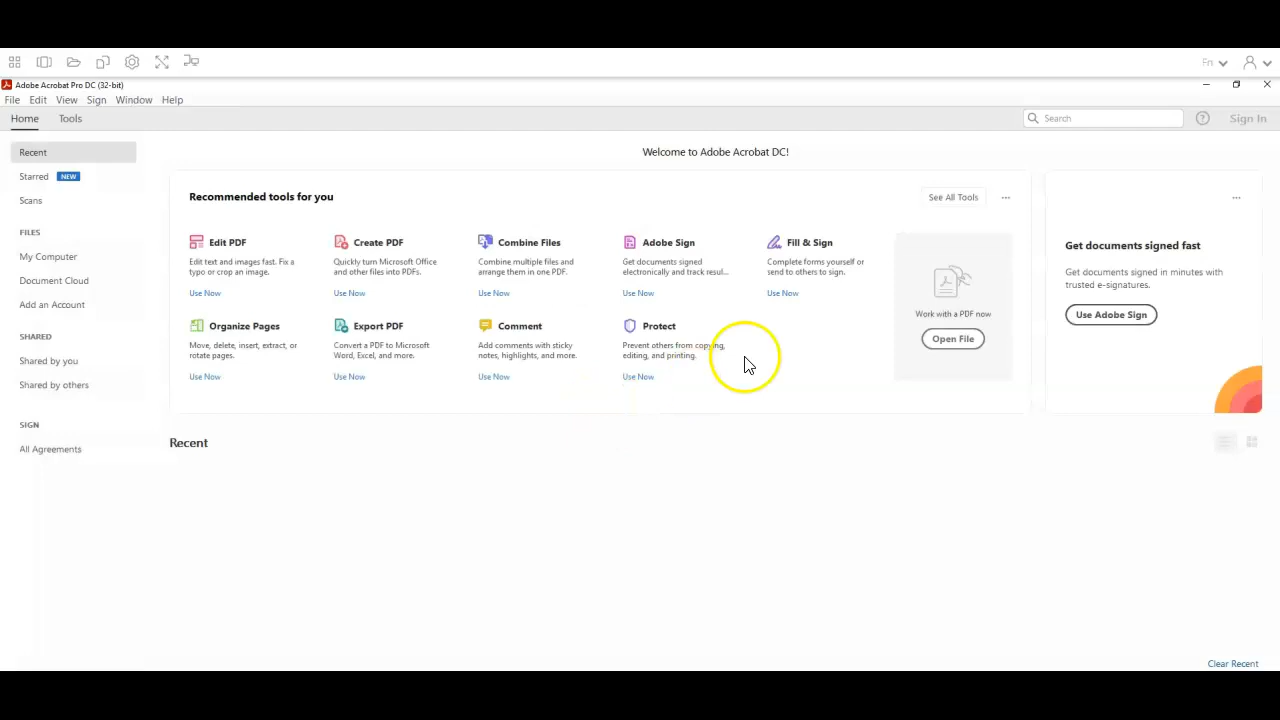 En
Adobe Acrobat Pro DC (32-bit)
File Edit View Sign Window Help
Home Tools
Search
Sign In
Recent
Starred NEW
Scans
FILES
My Computer
Document Cloud
Add an Account
SHARED
Shared by you
Shared by others
SIGN
All Agreements
Welcome to Adobe Acrobat DC!
Recommended tools for you
See All Tools
Edit PDF
Edit text and images fast. Fix a
typo or crop an image.
Use Now
Create PDF
Quickly turn Microsoft Office
and other files into PDFs.
Use Now
Combine Files
Combine multiple files and
arrange them in one PDF.
Use Now
Adobe Sign
Get documents signed
electronically and track resul...
Use Now
Fill & Sign
Complete forms yourself or
send to others to sign.
Use Now
Organize Pages
Move, delete, insert, extract, or
rotate pages.
Use Now
Export PDF
Convert a PDF to Microsoft
Word, Excel, and more.
Use Now
Comment
Add comments with sticky
notes, highlights, and more.
Use Now
Protect
Prevent others from copying,
editing, and printing.
Use Now
Work with a PDF now
Open File
Get documents signed fast
Get documents signed in minutes with
trusted e-signatures.
Use Adobe Sign
Recent
Clear Recent